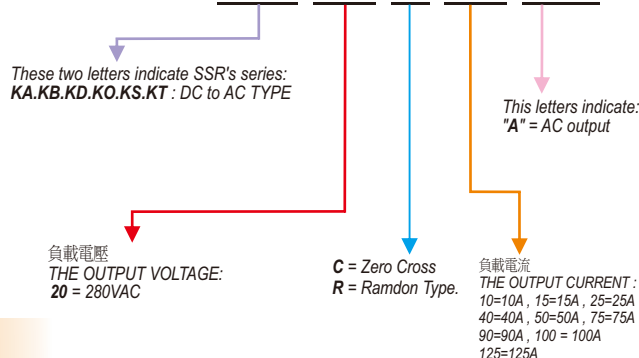 These two letters indicate SSR's series:
KA.KB.KD.KO.KS.KT : DC to AC TYPE
This letters indicate:
"A" = AC output
負載電壓
THE OUTPUT VOLTAGE:
20 = 280VAC
C = Zero Cross
R = Ramdon Type.
負載電流
THE OUTPUT CURRENT :
10=10A , 15=15A , 25=25A
40=40A , 50=50A , 75=75A
90=90A , 100 = 100A
125=125A